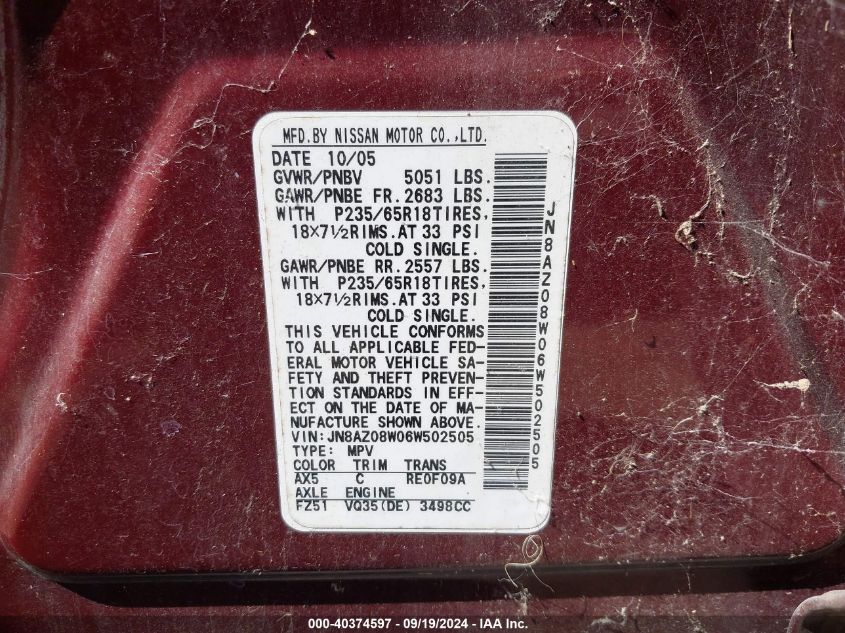 MFD.BY NISSAN MOTOR CO.,LTD.
DATE 10/05
GVWR/PNBV 5051 LBS.
GAWR/PNBE FR.2683 LBS.
WITH P235/65R18TIRES,
18×7½RIMS.AT 33 PSI
COLD SINGLE.
GAWR/PNBE RR.2557 LBS.
WITH P235/65R18TIRES,
18×7½RIMS.AT 33 PSI
COLD SINGLE.
THIS VEHICLE CONFORMS
TO ALL APPLICABLE FED-
ERAL MOTOR VEHICLE SA-
FETY AND THEFT PREVEN-
TION STANDARDS IN EFF-
ECT ON THE DATE OF MA-
NUFACTURE SHOWN ABOVE.
VIN:JN8AZ08W06W502505
TYPE: MPV
COLOR TRIM TRANS
AX5 C RE0F09A
AXLE ENGINE
FZ51 VQ35(DE) 3498CC
JN8AZ08W06W502505
000-40374597 - 09/19/2024 - IAA Inc.